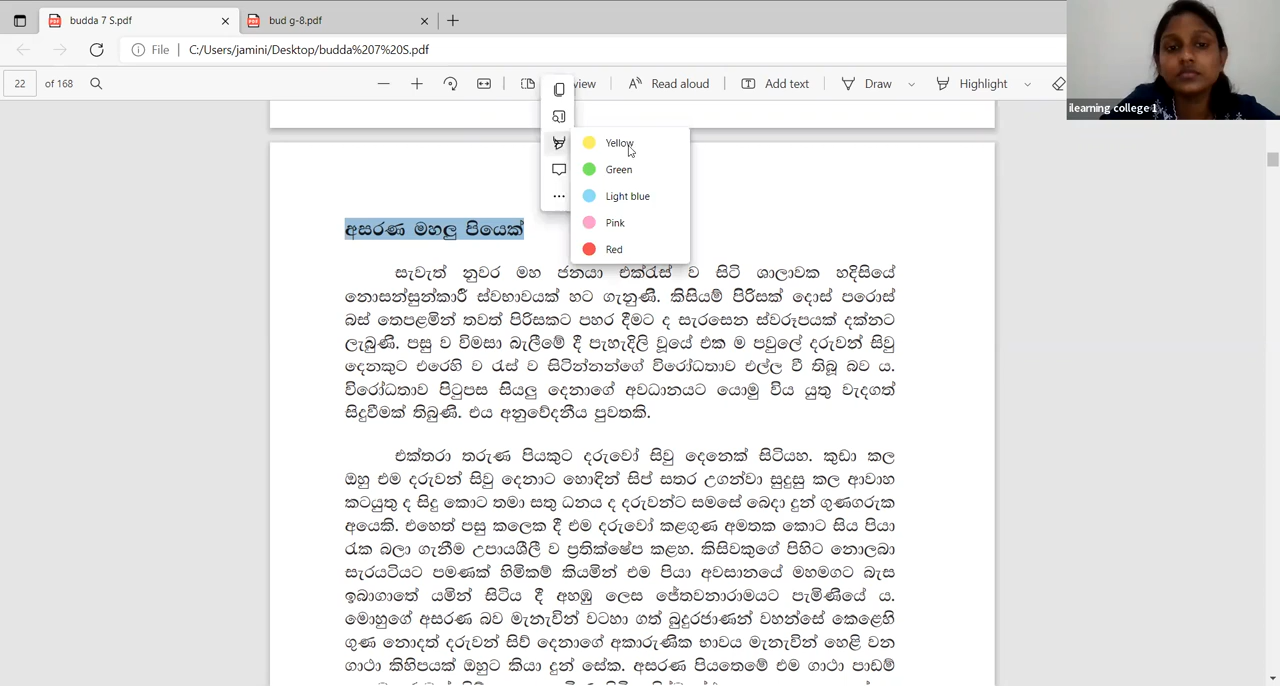 budda 7 S.pdf
bud g-8.pdf
File
C:/Users/jamini/Desktop/budda%207%20S.pdf
22 of 168
view
Read aloud
Add text
Draw
Highlight
ilearning college 1
Yellow
Green
Light blue
Pink
Red
අසරණ මහලු පියෙක්
සැවැත් නුවර මහ ජනයා එක්රැස් ව සිටි ශාලාවක හදිසියේ
නොසන්සුන්කාරී ස්වභාවයක් හට ගැනුණි. කිසියම් පිරිසක් දොස් පරොස්
බස් තෙපළමින් තවත් පිරිසකට පහර දීමට ද සැරසෙන ස්වරූපයක් දක්නට
ලැබුණි. පසු ව විමසා බැලීමේ දී පැහැදිලි වූයේ එක ම පවුලේ දරුවන් සිවු
දෙනකුට එරෙහි ව රැස් ව සිටින්නන්ගේ විරෝධතාව එල්ල වී තිබූ බව ය.
විරෝධතාව පිටුපස සියලු දෙනාගේ අවධානයට යොමු විය යුතු වැදගත්
සිදුවීමක් තිබුණි. එය අනුවේදනීය පුවතකි.
එක්තරා තරුණ පියකුට දරුවෝ සිවු දෙනෙක් සිටියහ. කුඩා කල
ඔහු එම දරුවන් සිවු දෙනාට හොඳින් සිප් සතර උගන්වා සුදුසු කල ආවාහ
කටයුතු ද සිදු කොට තමා සතු ධනය ද දරුවන්ට සමසේ බෙදා දුන් ගුණගරුක
අයෙකි. එහෙත් පසු කලෙක දී එම දරුවෝ කළගුණ අමතක කොට සිය පියා
රැක බලා ගැනීම උපායශීලී ව ප්‍රතික්ෂේප කළහ. කිසිවකුගේ පිහිට නොලබා
සැරයටියට පමණක් හිමිකම් කියමින් එම පියා අවසානයේ මහමගට බැස
ඉබාගාතේ යමින් සිටිය දී අහඹු ලෙස ජේතවනාරාමයට පැමිණියේ ය.
මොහුගේ අසරණ බව මැනැවින් වටහා ගත් බුදුරජාණන් වහන්සේ කෙළෙහි
ගුණ නොදත් දරුවන් සිව් දෙනාගේ අකාරුණික භාවය මැනැවින් හෙළි වන
ගාථා කිහිපයක් ඔහුට කියා දුන් සේක. අසරණ පියතෙමේ එම ගාථා පාඩම්